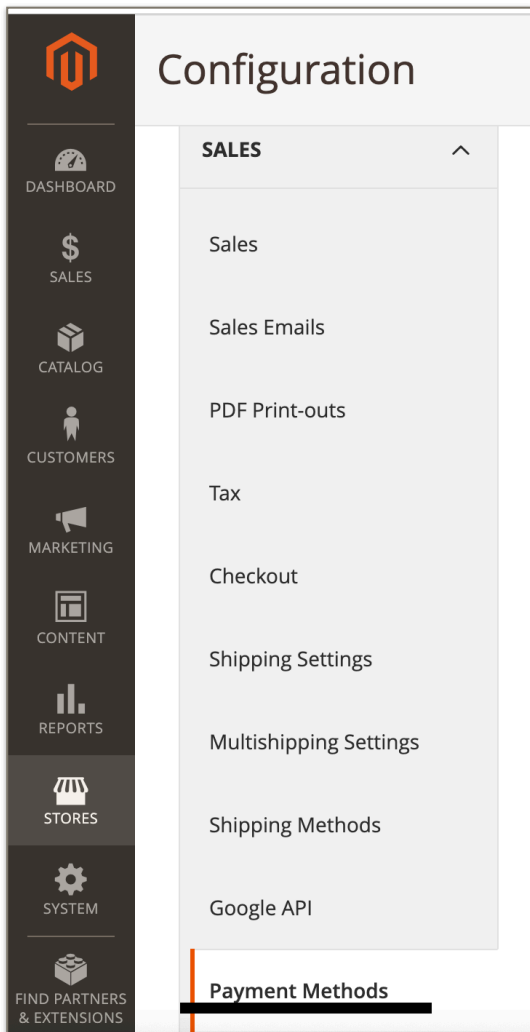 Configuration
DASHBOARD
SALES
CATALOG
CUSTOMERS
MARKETING
CONTENT
REPORTS
STORES
SYSTEM
FIND PARTNERS
& EXTENSIONS
SALES
Sales
Sales Emails
PDF Print-outs
Tax
Checkout
Shipping Settings
Multishipping Settings
Shipping Methods
Google API
Payment Methods